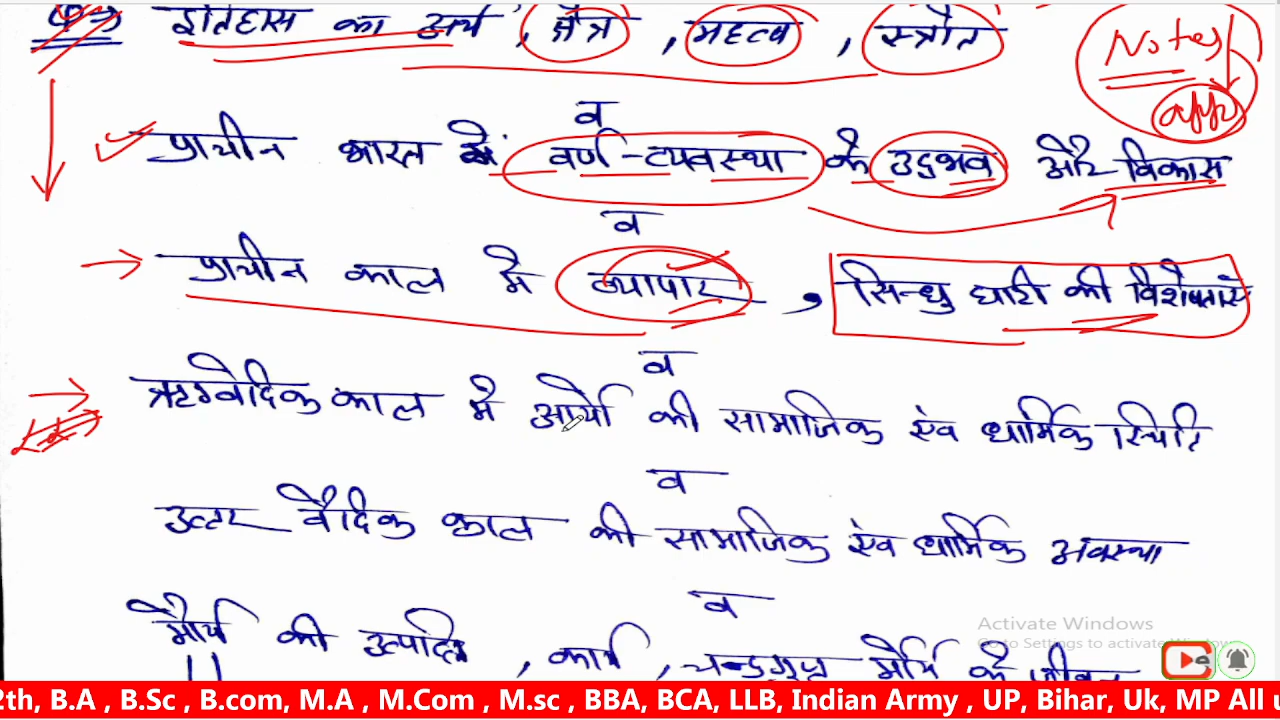 इतिहास का अर्थ, क्षेत्र, महत्व, स्त्रोत
Notes
app
व
प्राचीन भारत में वर्ण-व्यवस्था के उद्भव और विकास
व
प्राचीन काल में व्यापार, सिन्धु घाटी की विशेषताएं
व
ऋग्वेदिक काल में आर्यो की सामाजिक एंव धार्मिक स्थिति
व
उत्तर वैदिक काल की सामाजिक एंव धार्मिक अवस्था
व
मौर्य की उत्पत्ति, कार्य, चन्द्रगुप्त मौर्य के जीवन
Activate Windows
Go to Settings to activate Windows.
2th, B.A , B.Sc , B.com, M.A , M.Com , M.sc , BBA, BCA, LLB, Indian Army , UP, Bihar, Uk, MP All u